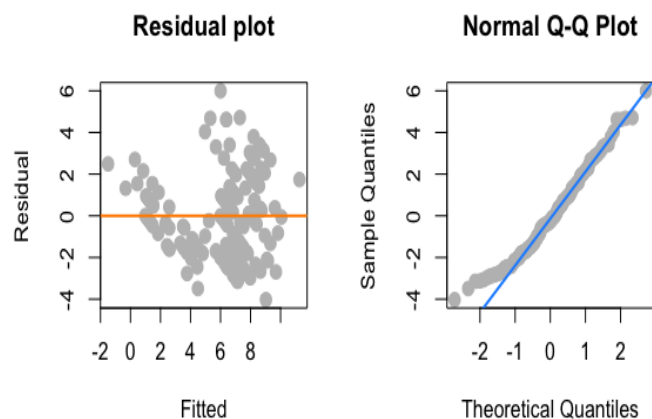 Residual plot
Residual
6
4
2
0
-2
-4
-2 0 2 4 6 8
Fitted
Normal Q-Q Plot
Sample Quantiles
6
4
2
0
-2
-4
-2 -1 0 1 2
Theoretical Quantiles